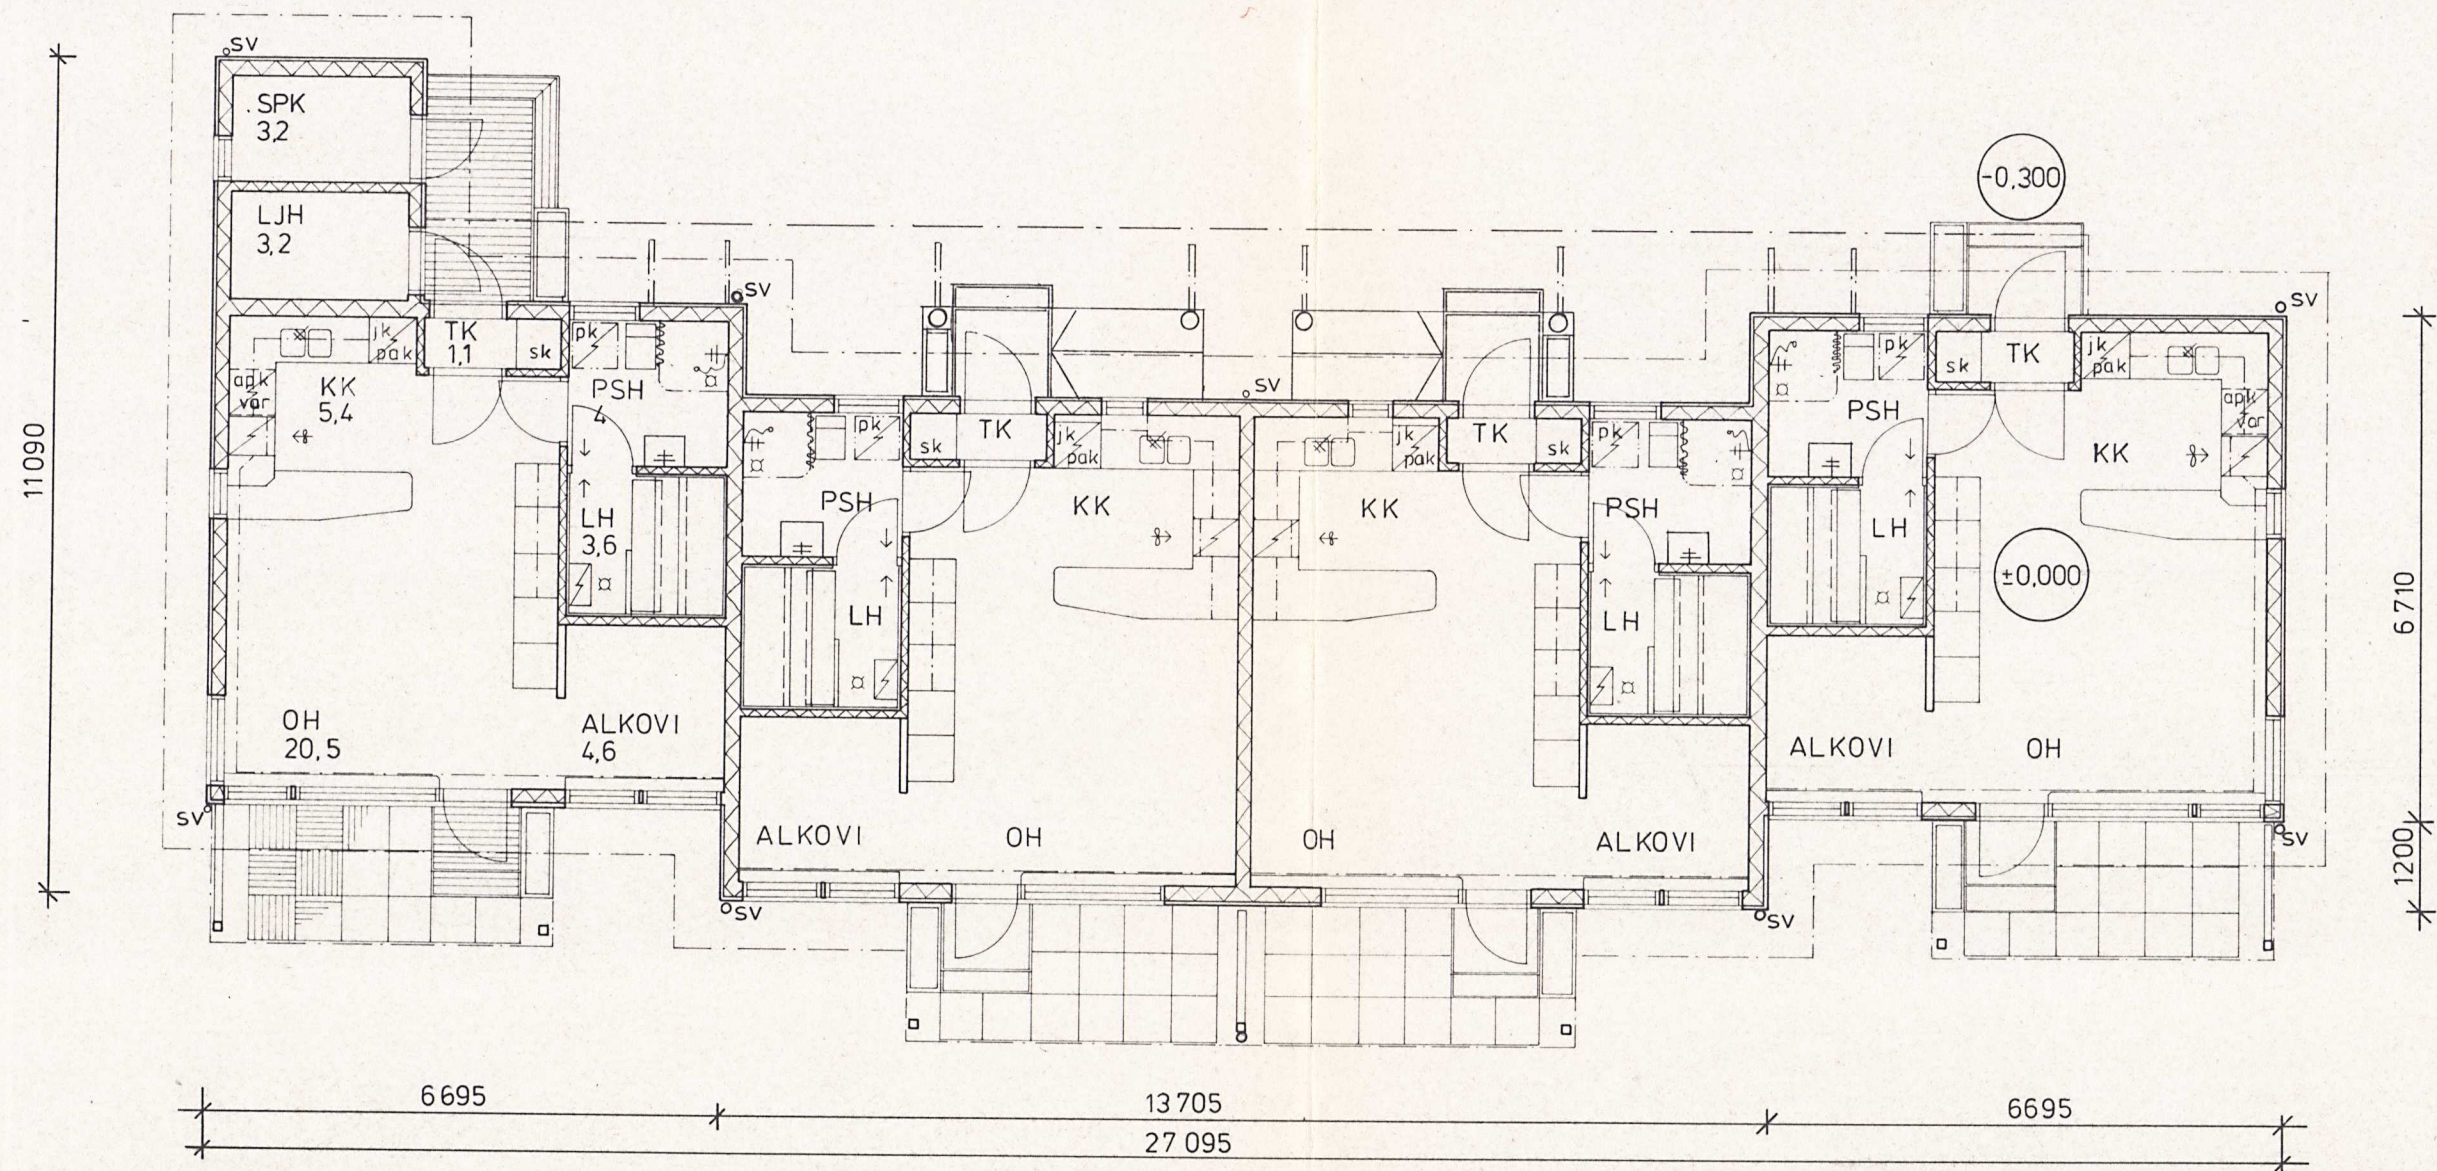 SV
SPK
3,2
LJH
3,2
-0,300
SV
SV
jk
pak
TK
1,1
sk
pk
apk
var
KK
5,4
PSH
4
LH
3,6
OH
20,5
ALKOVI
4,6
SV
PSH
pk
sk
TK
jk
pak
KK
LH
ALKOVI
OH
SV
SV
jk
pak
TK
sk
pk
KK
PSH
LH
OH
ALKOVI
SV
pk
sk
TK
jk
pak
apk
var
PSH
KK
LH
±0,000
ALKOVI
OH
SV
11090
6710
1200
6695
13705
6695
27095